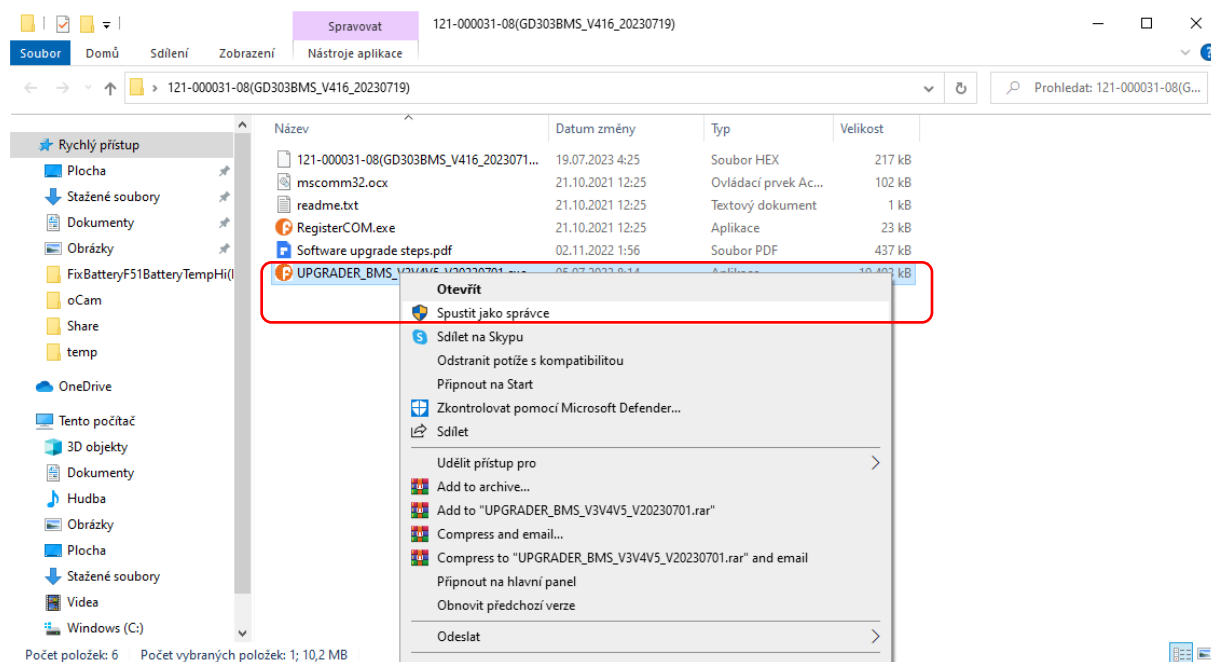 Spravovat 121-000031-08(GD303BMS_V416_20230719)
Soubor Domů Sdílení Zobrazení Nástroje aplikace
121-000031-08(GD303BMS_V416_20230719)
Prohledat: 121-000031-08(G...
Rychlý přístup
Plocha
Stažené soubory
Dokumenty
Obrázky
FixBatteryF51BatteryTempHi(
oCam
Share
temp
OneDrive
Tento počítač
3D objekty
Dokumenty
Hudba
Obrázky
Plocha
Stažené soubory
Videa
Windows (C:)
Název Datum změny Typ Velikost
121-000031-08(GD303BMS_V416_2023071... 19.07.2023 4:25 Soubor HEX 217 kB
mscomm32.ocx 21.10.2021 12:25 Ovládací prvek Ac... 102 kB
readme.txt 21.10.2021 12:25 Textový dokument 1 kB
RegisterCOM.exe 21.10.2021 12:25 Aplikace 23 kB
Software upgrade steps.pdf 02.11.2022 1:56 Soubor PDF 437 kB
UPGRADER_BMS_V3V4V5_V20230701.exe Aplikace kB
Otevřít
Spustit jako správce
Sdílet na Skypu
Odstranit potíže s kompatibilitou
Připnout na Start
Zkontrolovat pomocí Microsoft Defender...
Sdílet
Udělit přístup pro
Add to archive...
Add to "UPGRADER_BMS_V3V4V5_V20230701.rar"
Compress and email...
Compress to "UPGRADER_BMS_V3V4V5_V20230701.rar" and email
Připnout na hlavní panel
Obnovit předchozí verze
Odeslat
Počet položek: 6 Počet vybraných položek: 1; 10,2 MB